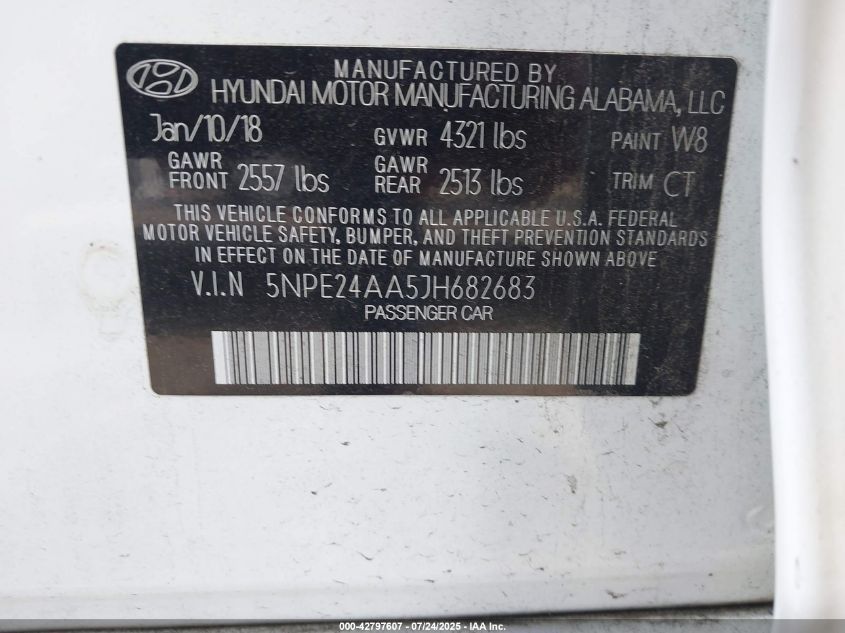 MANUFACTURED BY
HYUNDAI MOTOR MANUFACTURING ALABAMA, LLC
Jan/10/18 GVWR 4321 lbs PAINT W8
GAWR FRONT 2557 lbs GAWR REAR 2513 lbs TRIM CT
THIS VEHICLE CONFORMS TO ALL APPLICABLE U.S.A. FEDERAL
MOTOR VEHICLE SAFETY, BUMPER, AND THEFT PREVENTION STANDARDS
IN EFFECT ON THE DATE OF MANUFACTURE SHOWN ABOVE
V.I.N 5NPE24AA5JH682683
PASSENGER CAR
000-42797607 - 07/24/2025 - IAA Inc.